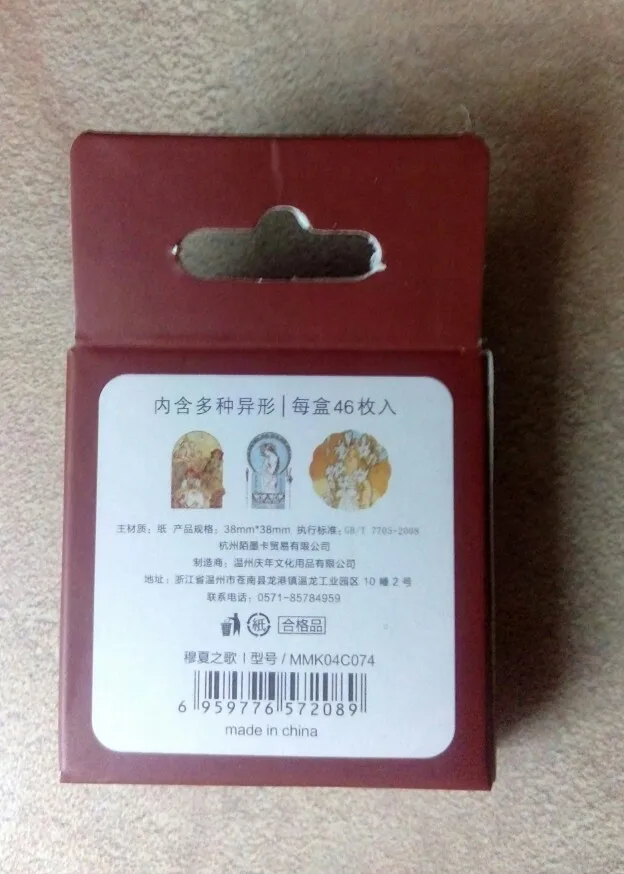 内含多种异形|每盒46枚入
主材质：纸 产品规格：38mm*38mm 执行标准：GB/T 7705-2008
杭州陌墨卡贸易有限公司
制造商：温州庆年文化用品有限公司
地址：浙江省温州市苍南县龙港镇温龙工业园区 10 幢 2 号
联系电话：0571-85784959
紙 合格品
穆夏之歌 | 型号 / MMK04C074
6 959776 572089
made in china